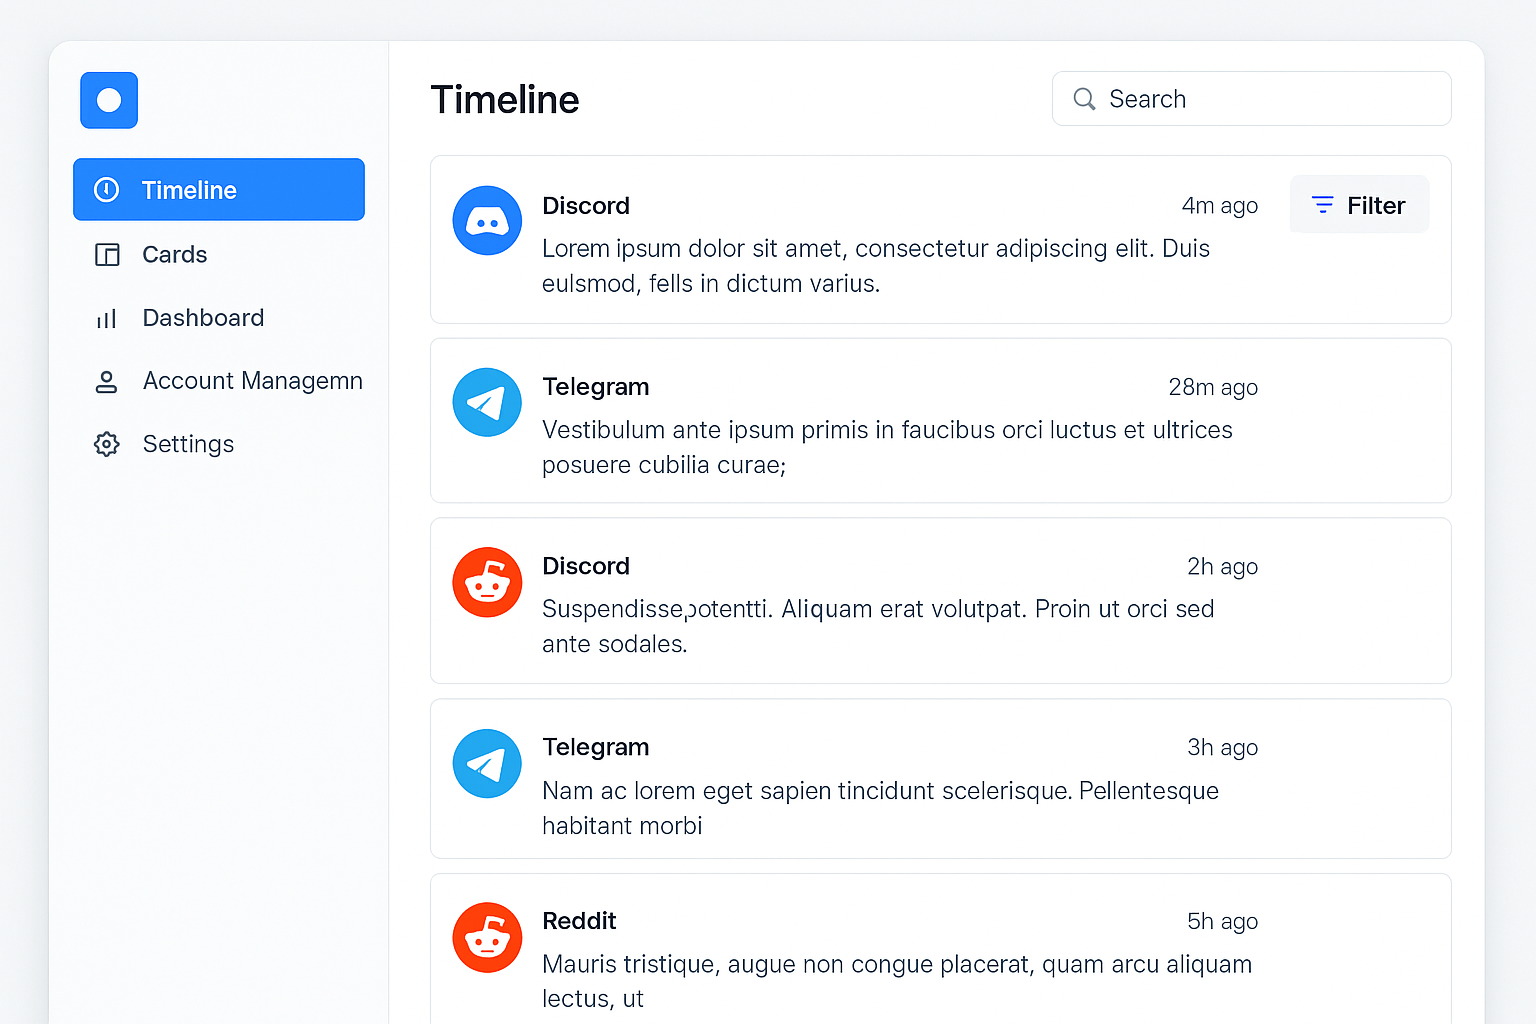 Timeline
Cards
Dashboard
Account Managemn
Settings
Timeline
Search
Discord
4m ago
Filter
Lorem ipsum dolor sit amet, consectetur adipiscing elit. Duis
eulsmod, fells in dictum varius.
Telegram
28m ago
Vestibulum ante ipsum primis in faucibus orci luctus et ultrices
posuere cubilia curae;
Discord
2h ago
Suspendisse,potentti. Aliquam erat volutpat. Proin ut orci sed
ante sodales.
Telegram
3h ago
Nam ac lorem eget sapien tincidunt scelerisque. Pellentesque
habitant morbi
Reddit
5h ago
Mauris tristique, augue non congue placerat, quam arcu aliquam
lectus, ut